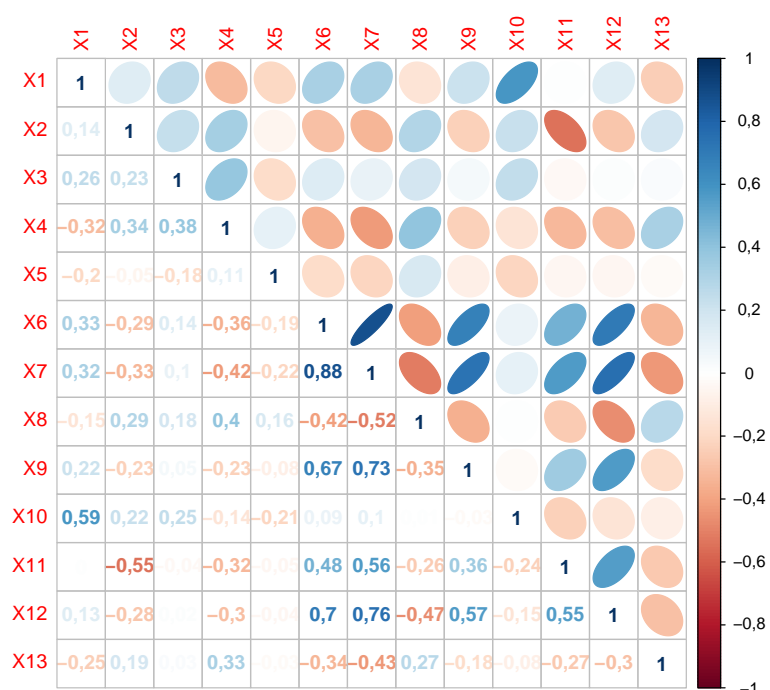 X1 X2 X3 X4 X5 X6 X7 X8 X9 X10 X11 X12 X13
X1 1
X2 0,14 1
X3 0,26 0,23 1
X4 −0,32 0,34 0,38 1
X5 −0,2 −0,05 −0,18 0,11 1
X6 0,33 −0,29 0,14 −0,36 −0,19 1
X7 0,32 −0,33 0,1 −0,42 −0,22 0,88 1
X8 −0,15 0,29 0,18 0,4 0,16 −0,42 −0,52 1
X9 0,22 −0,23 0,05 −0,23 −0,08 0,67 0,73 −0,35 1
X10 0,59 0,22 0,25 −0,14 −0,21 0,09 0,1 1
X11 −0,55 −0,04 −0,32 −0,05 0,48 0,56 −0,26 0,36 −0,24 1
X12 0,13 −0,28 −0,3 −0,04 0,7 0,76 −0,47 0,57 −0,15 0,55 1
X13 −0,25 0,19 0,33 −0,34 −0,43 0,27 −0,18 −0,08 −0,27 −0,3 1
1
0,8
0,6
0,4
0,2
0
−0,2
−0,4
−0,6
−0,8
−1